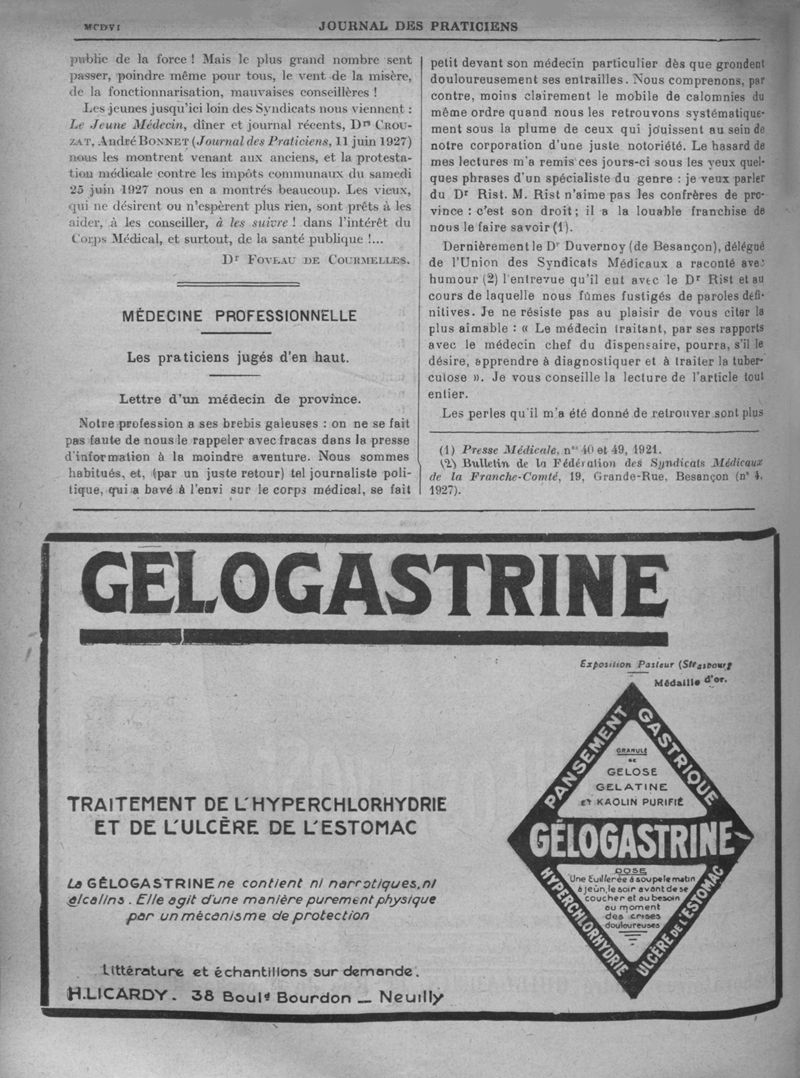 MCDVI
JOURNAL DES PRATICIENS
public de la force ! Mais le plus grand nombre sent
passer, poindre même pour tous, le vent de la misère,
de la fonctionnarisation, mauvaises conseillères !
Les jeunes jusqu'ici loin des Syndicats nous viennent :
Le Jeune Médecin, dîner et journal récents, Drs CROU-
ZAT, André BONNET (Journal des Praticiens, 11 juin 1927)
nous les montrent venant aux anciens, et la protesta-
tion médicale contre les impôts communaux du samedi
25 juin 1927 nous en a montrés beaucoup. Les vieux,
qui ne désirent ou n'espèrent plus rien, sont prêts à les
aider, à les conseiller, à les suivre ! dans l'intérêt du
Corps Médical, et surtout, de la santé publique !...
Dr FOVEAU DE COURMELLES.
MÉDECINE PROFESSIONNELLE
Les praticiens jugés d'en haut.
Lettre d'un médecin de province.
Notre profession a ses brebis galeuses : on ne se fait
pas faute de nous le rappeler avec fracas dans la presse
d'information à la moindre aventure. Nous sommes
habitués, et, (par un juste retour) tel journaliste poli-
tique, qui a bavé à l'envi sur le corps médical, se fait
petit devant son médecin particulier dès que grondent
douloureusement ses entrailles. Nous comprenons, par
contre, moins clairement le mobile de calomnies du
même ordre quand nous les retrouvons systématique-
ment sous la plume de ceux qui jouissent au sein de
notre corporation d'une juste notoriété. Le hasard de
mes lectures m'a remis ces jours-ci sous les yeux quel-
ques phrases d'un spécialiste du genre : je veux parler
du Dr Rist. M. Rist n'aime pas les confrères de pro-
vince : c'est son droit ; il a la louable franchise de
nous le faire savoir (1).
Dernièrement le Dr Duvernoy (de Besançon), délégué
de l'Union des Syndicats Médicaux a raconté avec
humour (2) l'entrevue qu'il eut avec le Dr Rist et au
cours de laquelle nous fûmes fustigés de paroles défi-
nitives. Je ne résiste pas au plaisir de vous citer la
plus aimable : « Le médecin traitant, par ses rapports
avec le médecin chef du dispensaire, pourra, s'il le
désire, apprendre à diagnostiquer et à traiter la tuber-
culose ». Je vous conseille la lecture de l'article tout
entier.
Les perles qu'il m'a été donné de retrouver sont plus
(1) Presse Médicale, nos 40 et 49, 1921.
(2) Bulletin de la Fédération des Syndicats Médicaux
de la Franche-Comté, 19, Grande-Rue, Besançon (n° 4,
1927).
GÉLOGASTRINE
Exposition Pasteur (Strasbourg
Médaille d'or.
TRAITEMENT DE L'HYPERCHLORHYDRIE
ET DE L'ULCÈRE DE L'ESTOMAC
La GÉLOGASTRINE ne contient ni narcotiques, ni
alcalins. Elle agit d'une manière purement physique
par un mécanisme de protection
Littérature et échantillons sur demande.
H. LICARDY. 38 Boulᵈ Bourdon _ Neuilly
PANSEMENT
GASTRIQUE
GRANULÉ
DE
GELOSE
GELATINE
ET KAOLIN PURIFIÉ
GÉLOGASTRINE
DOSE
Une Cuillerée à soupe le matin
à jeûn, le soir avant de se
coucher et au besoin
au moment
des crises
douloureuses
HYPERCHLORHYDRIE
ULCÈRE DE L'ESTOMAC